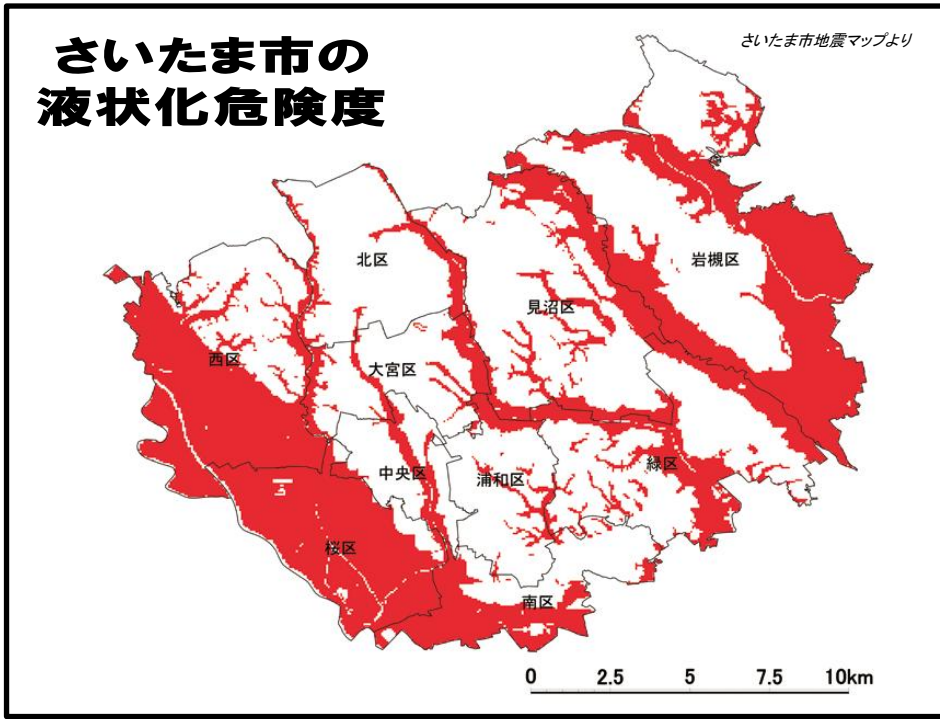 さいたま市の
液状化危険度
さいたま市地震マップより
北区
岩槻区
見沼区
西区
大宮区
中央区
浦和区
緑区
桜区
南区
0 2.5 5 7.5 10km